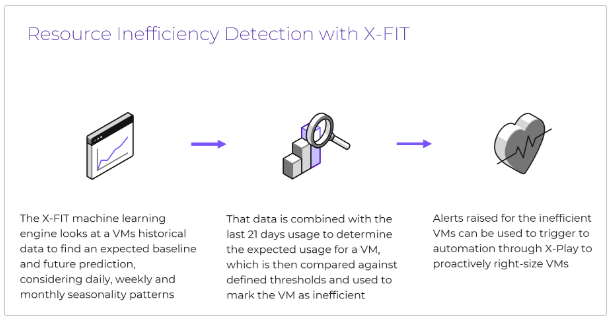 Resource Inefficiency Detection with X-FIT
The X-FIT machine learning
engine looks at a VMs historical
data to find an expected baseline
and future prediction,
considering daily, weekly and
monthly seasonality patterns
That data is combined with the
last 21 days usage to determine
the expected usage for a VM,
which is then compared against
defined thresholds and used to
mark the VM as inefficient
Alerts raised for the inefficient
VMs can be used to trigger to
automation through X-Play to
proactively right-size VMs